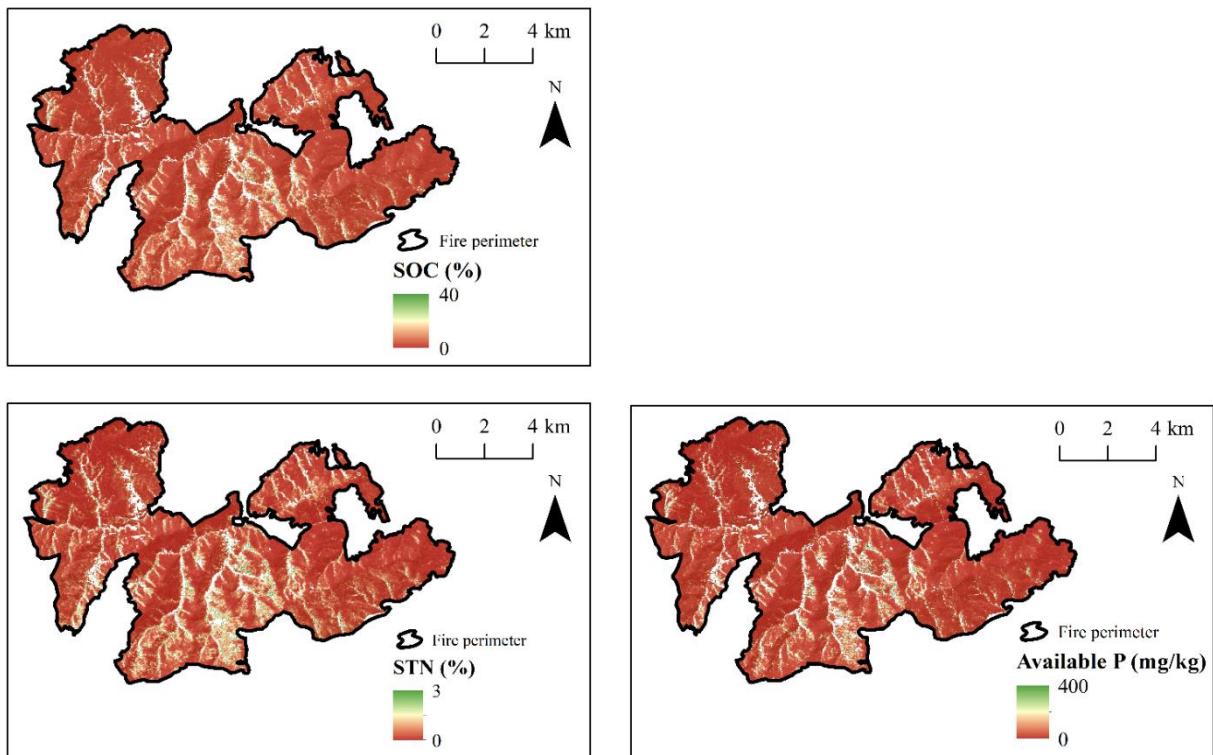 0 2 4 km
N
Fire perimeter
SOC (%)
40
0
0 2 4 km
N
Fire perimeter
STN (%)
3
0
0 2 4 km
N
Fire perimeter
Available P (mg/kg)
400
0